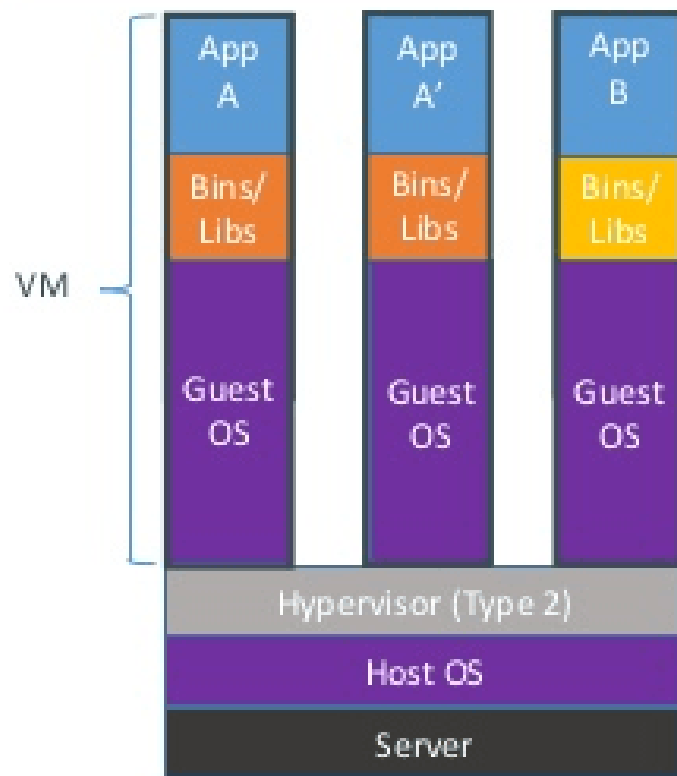 App
A
App
A’
App
B
Bins/
Libs
Bins/
Libs
Bins/
Libs
VM
Guest
OS
Guest
OS
Guest
OS
Hypervisor (Type 2)
Host OS
Server